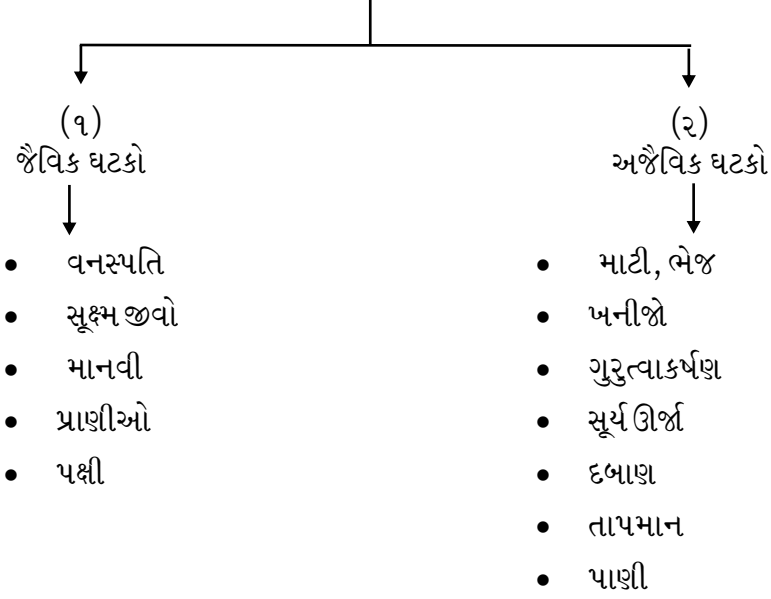 (૧)
જૈવિક ઘટકો
• વનસ્પતિ
• સૂક્ષ્મ જીવો
• માનવી
• પ્રાણીઓ
• પક્ષી
(૨)
અજૈવિક ઘટકો
• માટી, ભેજ
• ખનીજો
• ગુરુત્વાકર્ષણ
• સૂર્ય ઊર્જા
• દબાણ
• તાપમાન
• પાણી